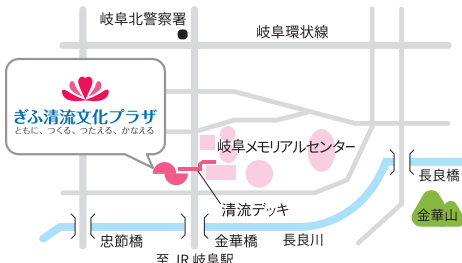 岐阜北警察署
岐阜環状線
ぎふ清流文化プラザ
ともに、つくる、つたえる、かなえる
岐阜メモリアルセンター
長良橋
清流デッキ
金華山
忠節橋
金華橋
長良川
至 JR 岐阜駅